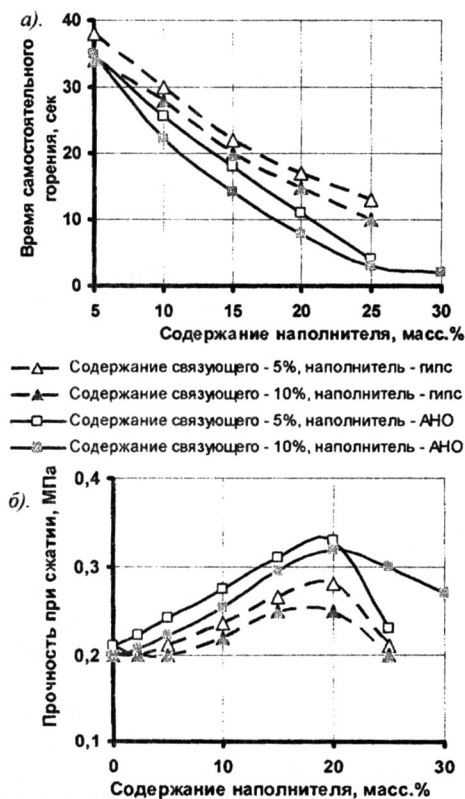 а).
Время самостоятельного
горения, сек
40
30
20
10
0
5 10 15 20 25 30
Содержание наполнителя, масс.%
Содержание связующего - 5%, наполнитель - гипс
Содержание связующего - 10%, наполнитель - гипс
Содержание связующего - 5%, наполнитель - АНО
Содержание связующего - 10%, наполнитель - АНО
б).
Прочность при сжатии, МПа
0,4
0,3
0,2
0,1
0 10 20 30
Содержание наполнителя, масс.%